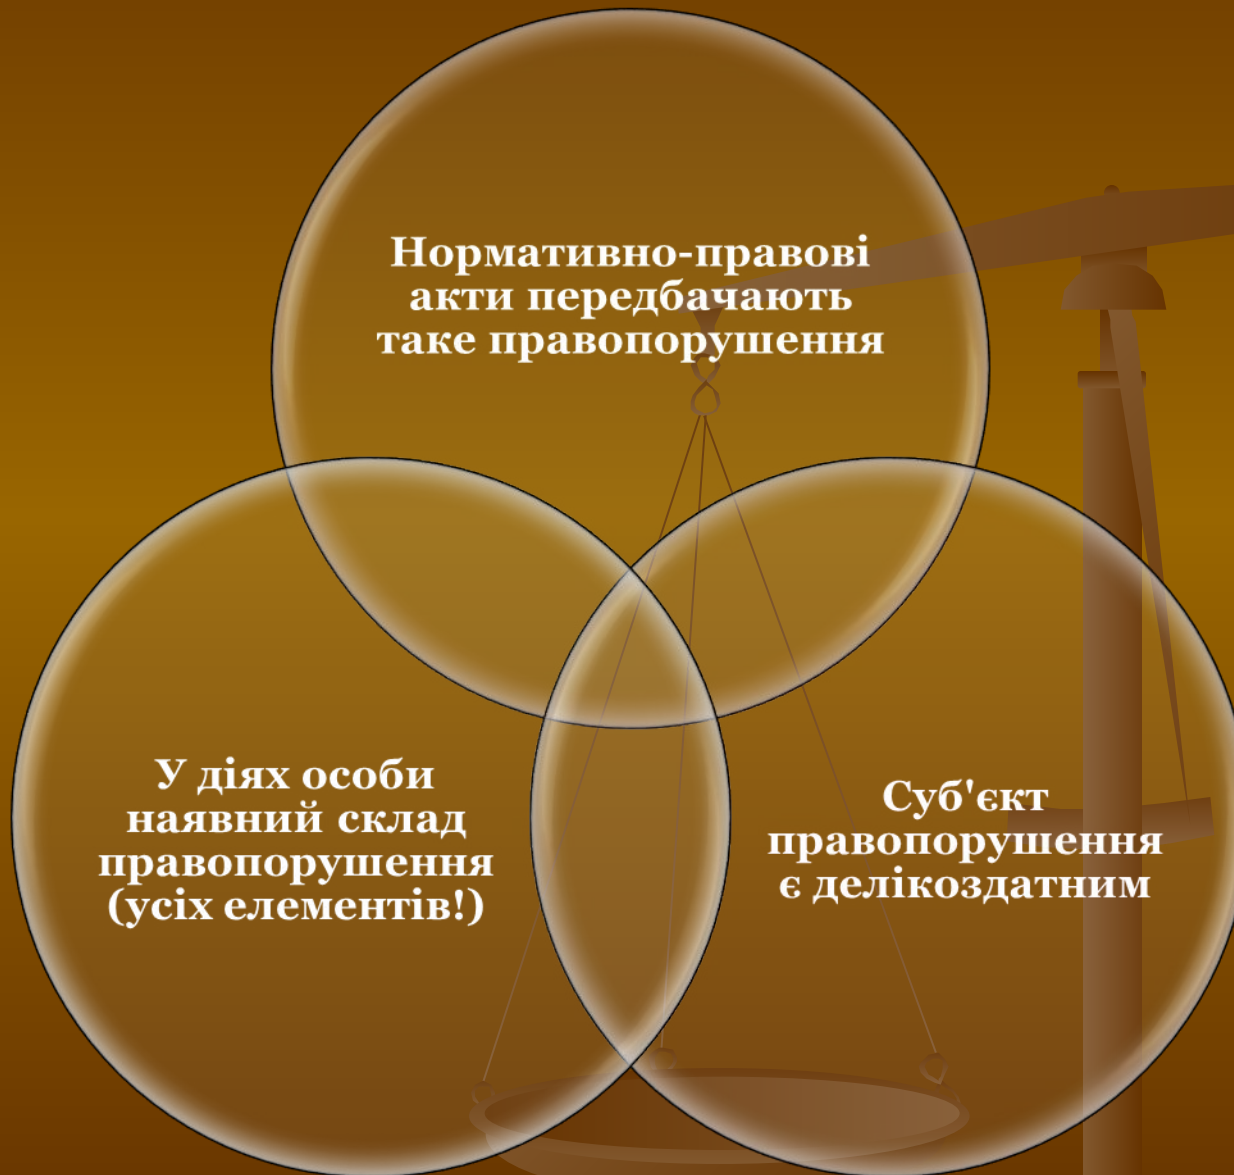 Нормативно-правові
акти передбачають
таке правопорушення
У діях особи
наявний склад
правопорушення
(усіх елементів!)
Суб'єкт
правопорушення
є делікоздатним